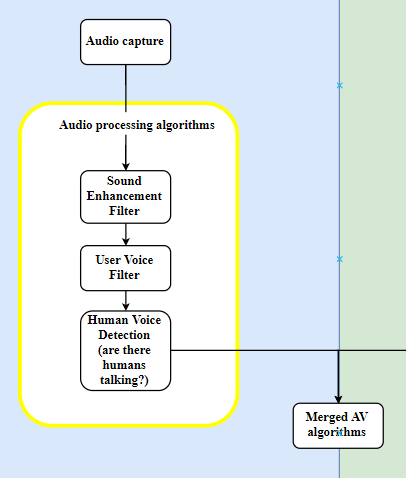 Audio capture
Audio processing algorithms
Sound
Enhancement
Filter
User Voice
Filter
Human Voice
Detection
(are there
humans
talking?)
Merged AV
algorithms